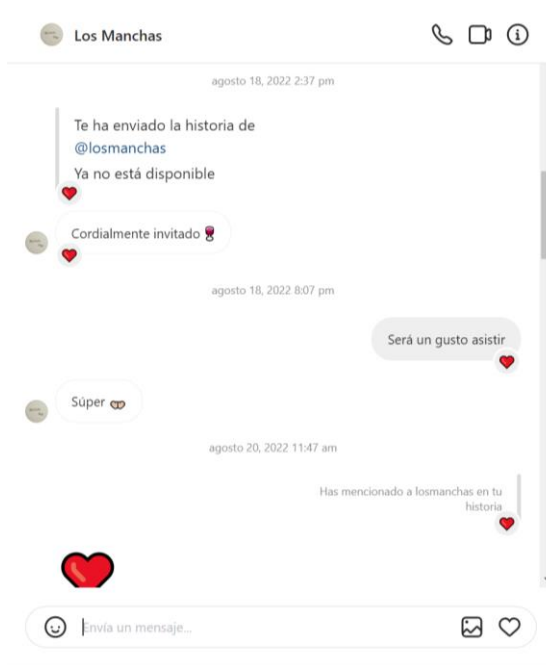 Los Manchas
agosto 18, 2022 2:37 pm
Te ha enviado la historia de
@losmanchas
Ya no está disponible
Cordialmente invitado 🍷
agosto 18, 2022 8:07 pm
Será un gusto asistir
Súper
agosto 20, 2022 11:47 am
Has mencionado a losmanchas en tu
historia
Envía un mensaje...